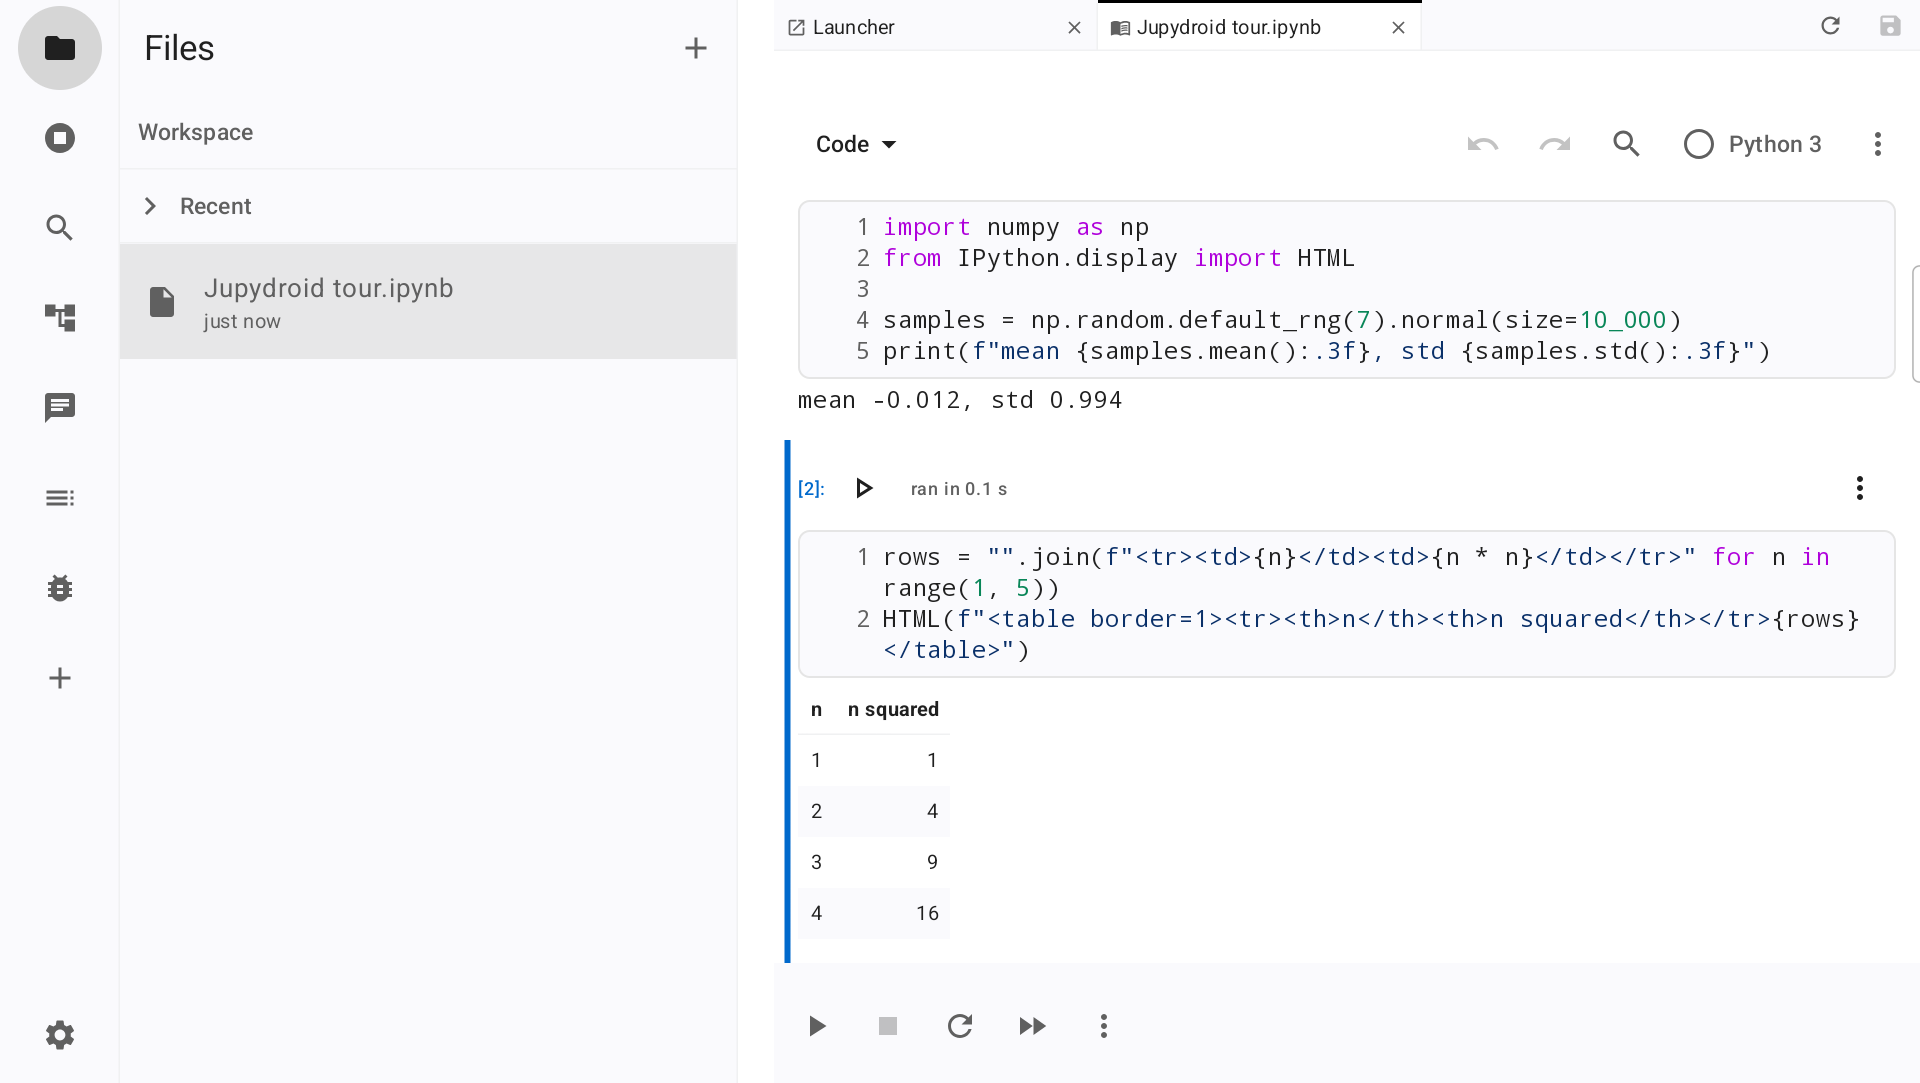 Files
Workspace
Recent
Jupydroid tour.ipynb
just now
Launcher
Jupydroid tour.ipynb
Code
Python 3
1 import numpy as np
2 from IPython.display import HTML
3
4 samples = np.random.default_rng(7).normal(size=10_000)
5 print(f"mean {samples.mean():.3f}, std {samples.std():.3f}")
mean -0.012, std 0.994
[2]: ran in 0.1 s
1 rows = "".join(f"<tr><td>{n}</td><td>{n * n}</td></tr>" for n in
range(1, 5))
2 HTML(f"<table border=1><tr><th>n</th><th>n squared</th></tr>{rows}
</table>")
n n squared
1 1
2 4
3 9
4 16